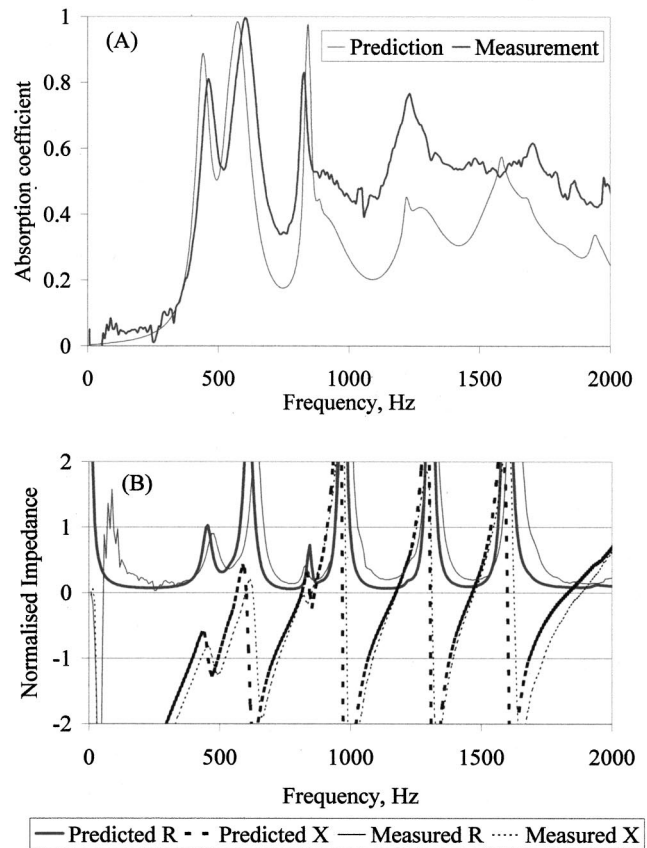 (A)
Prediction Measurement
1
0.8
0.6
0.4
0.2
0
Absorption coefficient
0 500 1000 1500 2000
Frequency, Hz
(B)
2
1
0
-1
-2
Normalised Impedance
0 500 1000 1500 2000
Frequency, Hz
Predicted R Predicted X Measured R Measured X